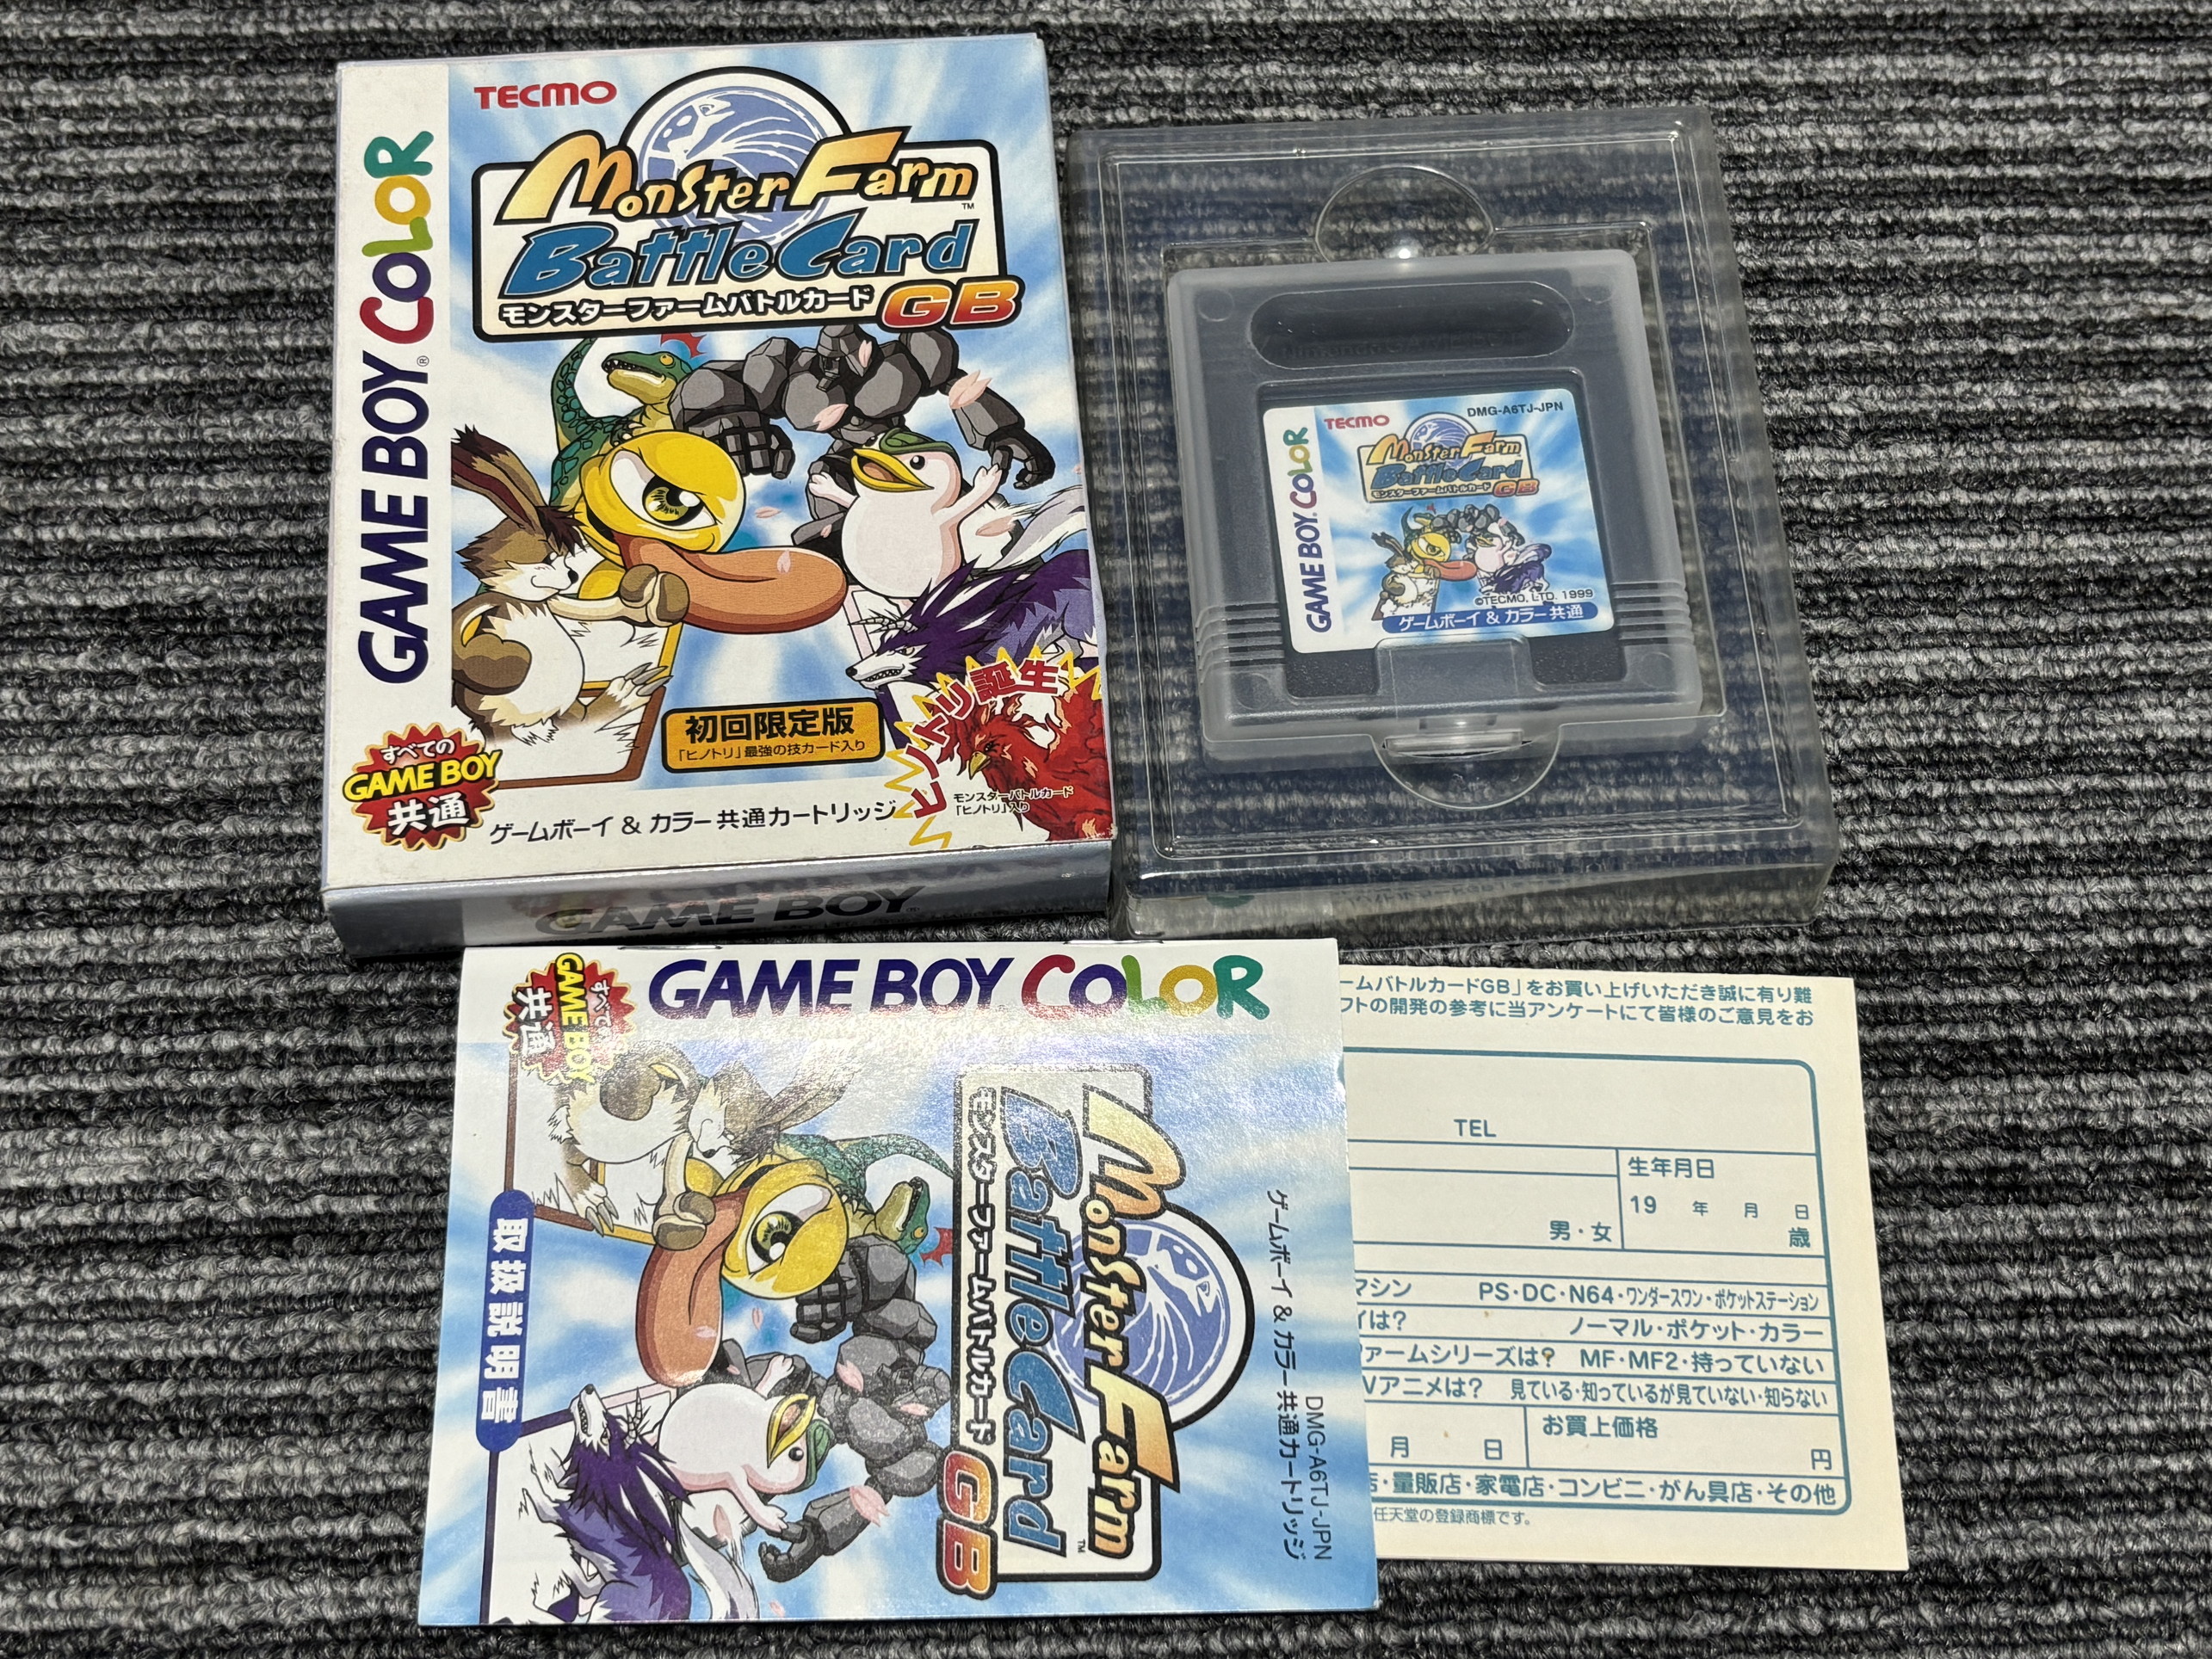 TECMO
Monster Farm
TM
Battle Card
モンスターファームバトルカード GB
GAME BOY COLOR
®
初回限定版
「ヒノトリ」最強の技カード入り
ヒノトリ誕生
モンスターバトルカード
「ヒノトリ」入り
すべての
GAME BOY
共通
ゲームボーイ & カラー共通カートリッジ
GAME BOY
TECMO
DMG-A6TJ-JPN
Monster Farm
Battle Card
モンスターファームバトルカード GB
GAME BOY COLOR
©TECMO, LTD. 1999
ゲームボーイ & カラー共通
GAME BOY COLOR
すべての
GAME BOY
共通
Monster Farm
TM
Battle Card
モンスターファームバトルカード GB
ゲームボーイ & カラー共通カートリッジ
DMG-A6TJ-JPN
取扱説明書
ームバトルカードGB」をお買い上げいただき誠に有り難
フトの開発の参考に当アンケートにて皆様のご意見をお
TEL
生年月日
19 年 月 日
男・女
歳
マシン PS・DC・N64・ワンダースワン・ポケットステーション
イは? ノーマル・ポケット・カラー
ァームシリーズは? MF・MF2・持っていない
Vアニメは? 見ている・知っているが見ていない・知らない
月 日
お買上価格
円
店・量販店・家電店・コンビニ・がん具店・その他
任天堂の登録商標です。